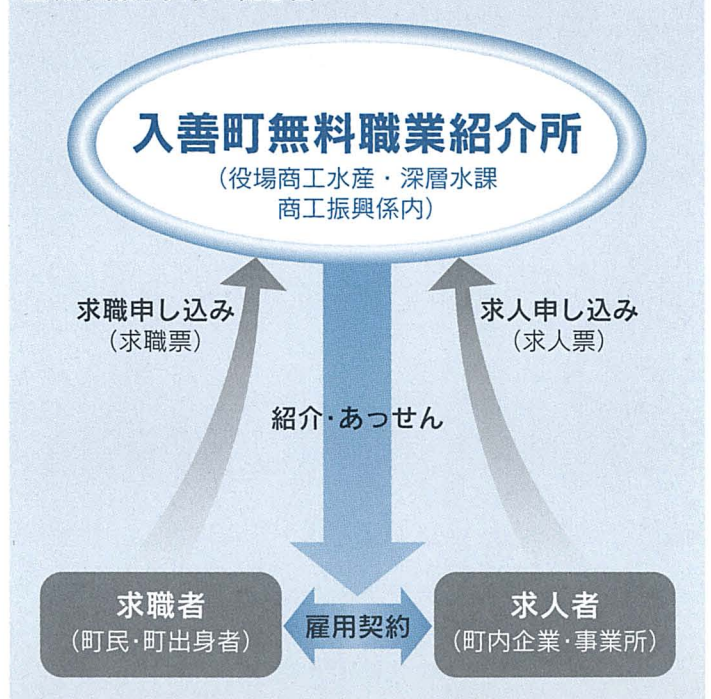 入善町無料職業紹介所
（役場商工水産・深層水課
商工振興係内）
求職申し込み
（求職票）
求人申し込み
（求人票）
紹介・あっせん
求職者
（町民・町出身者）
雇用契約
求人者
（町内企業・事業所）